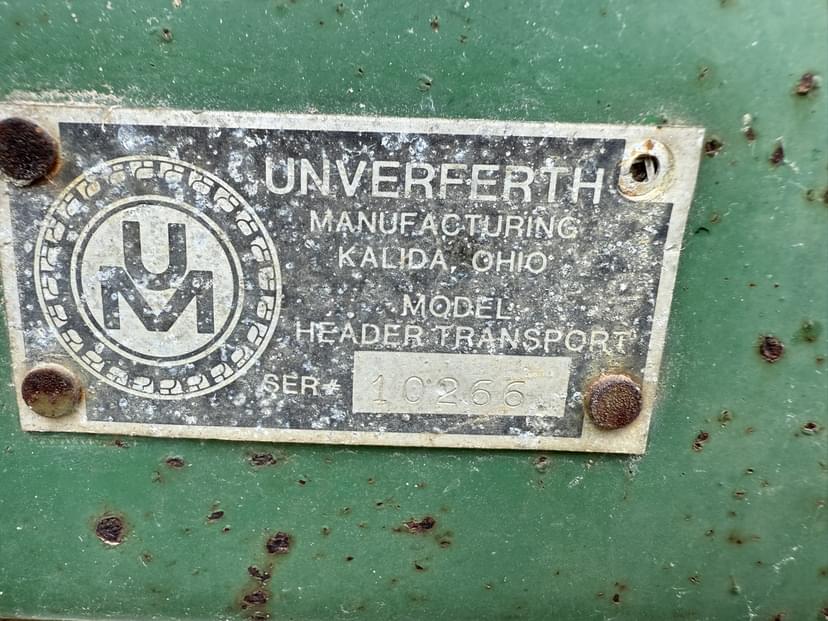 UNVERFERTH
MANUFACTURING
KALIDA, OHIO
UM
MODEL:
HEADER TRANSPORT
SER# 10266